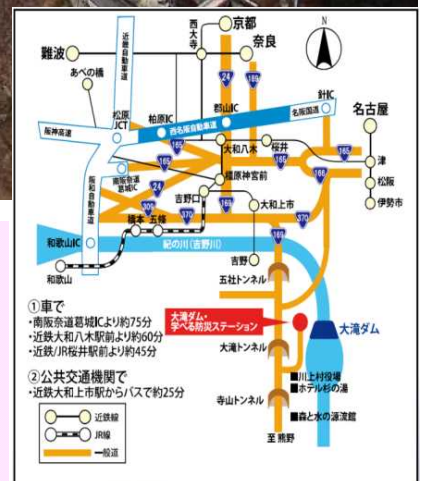 京都
N
西大寺
難波
奈良
近畿自動車道
あべの橋
24
169
針IC
郡山IC
名阪国道
松原JCT
柏原IC
西名阪自動車道
名古屋
阪神高速
165
大和八木
桜井
165
165
津
165
南阪奈道葛城IC
橿原神宮前
166
松阪
24
阪和自動車道
吉野口
大和上市
伊勢市
309
370
169
370
橋本
五條
169
和歌山IC
紀の川(吉野川)
吉野
和歌山
五社トンネル
①車で
・南阪奈道葛城ICより約75分
・近鉄大和八木駅前より約60分
・近鉄/JR桜井駅前より約45分
大滝ダム・
学べる防災ステーション
大滝ダム
大滝トンネル
②公共交通機関で
・近鉄大和上市駅からバスで約25分
■川上村役場
■ホテル杉の湯
寺山トンネル
■森と水の源流館
近鉄線
JR線
一般道
至 熊野